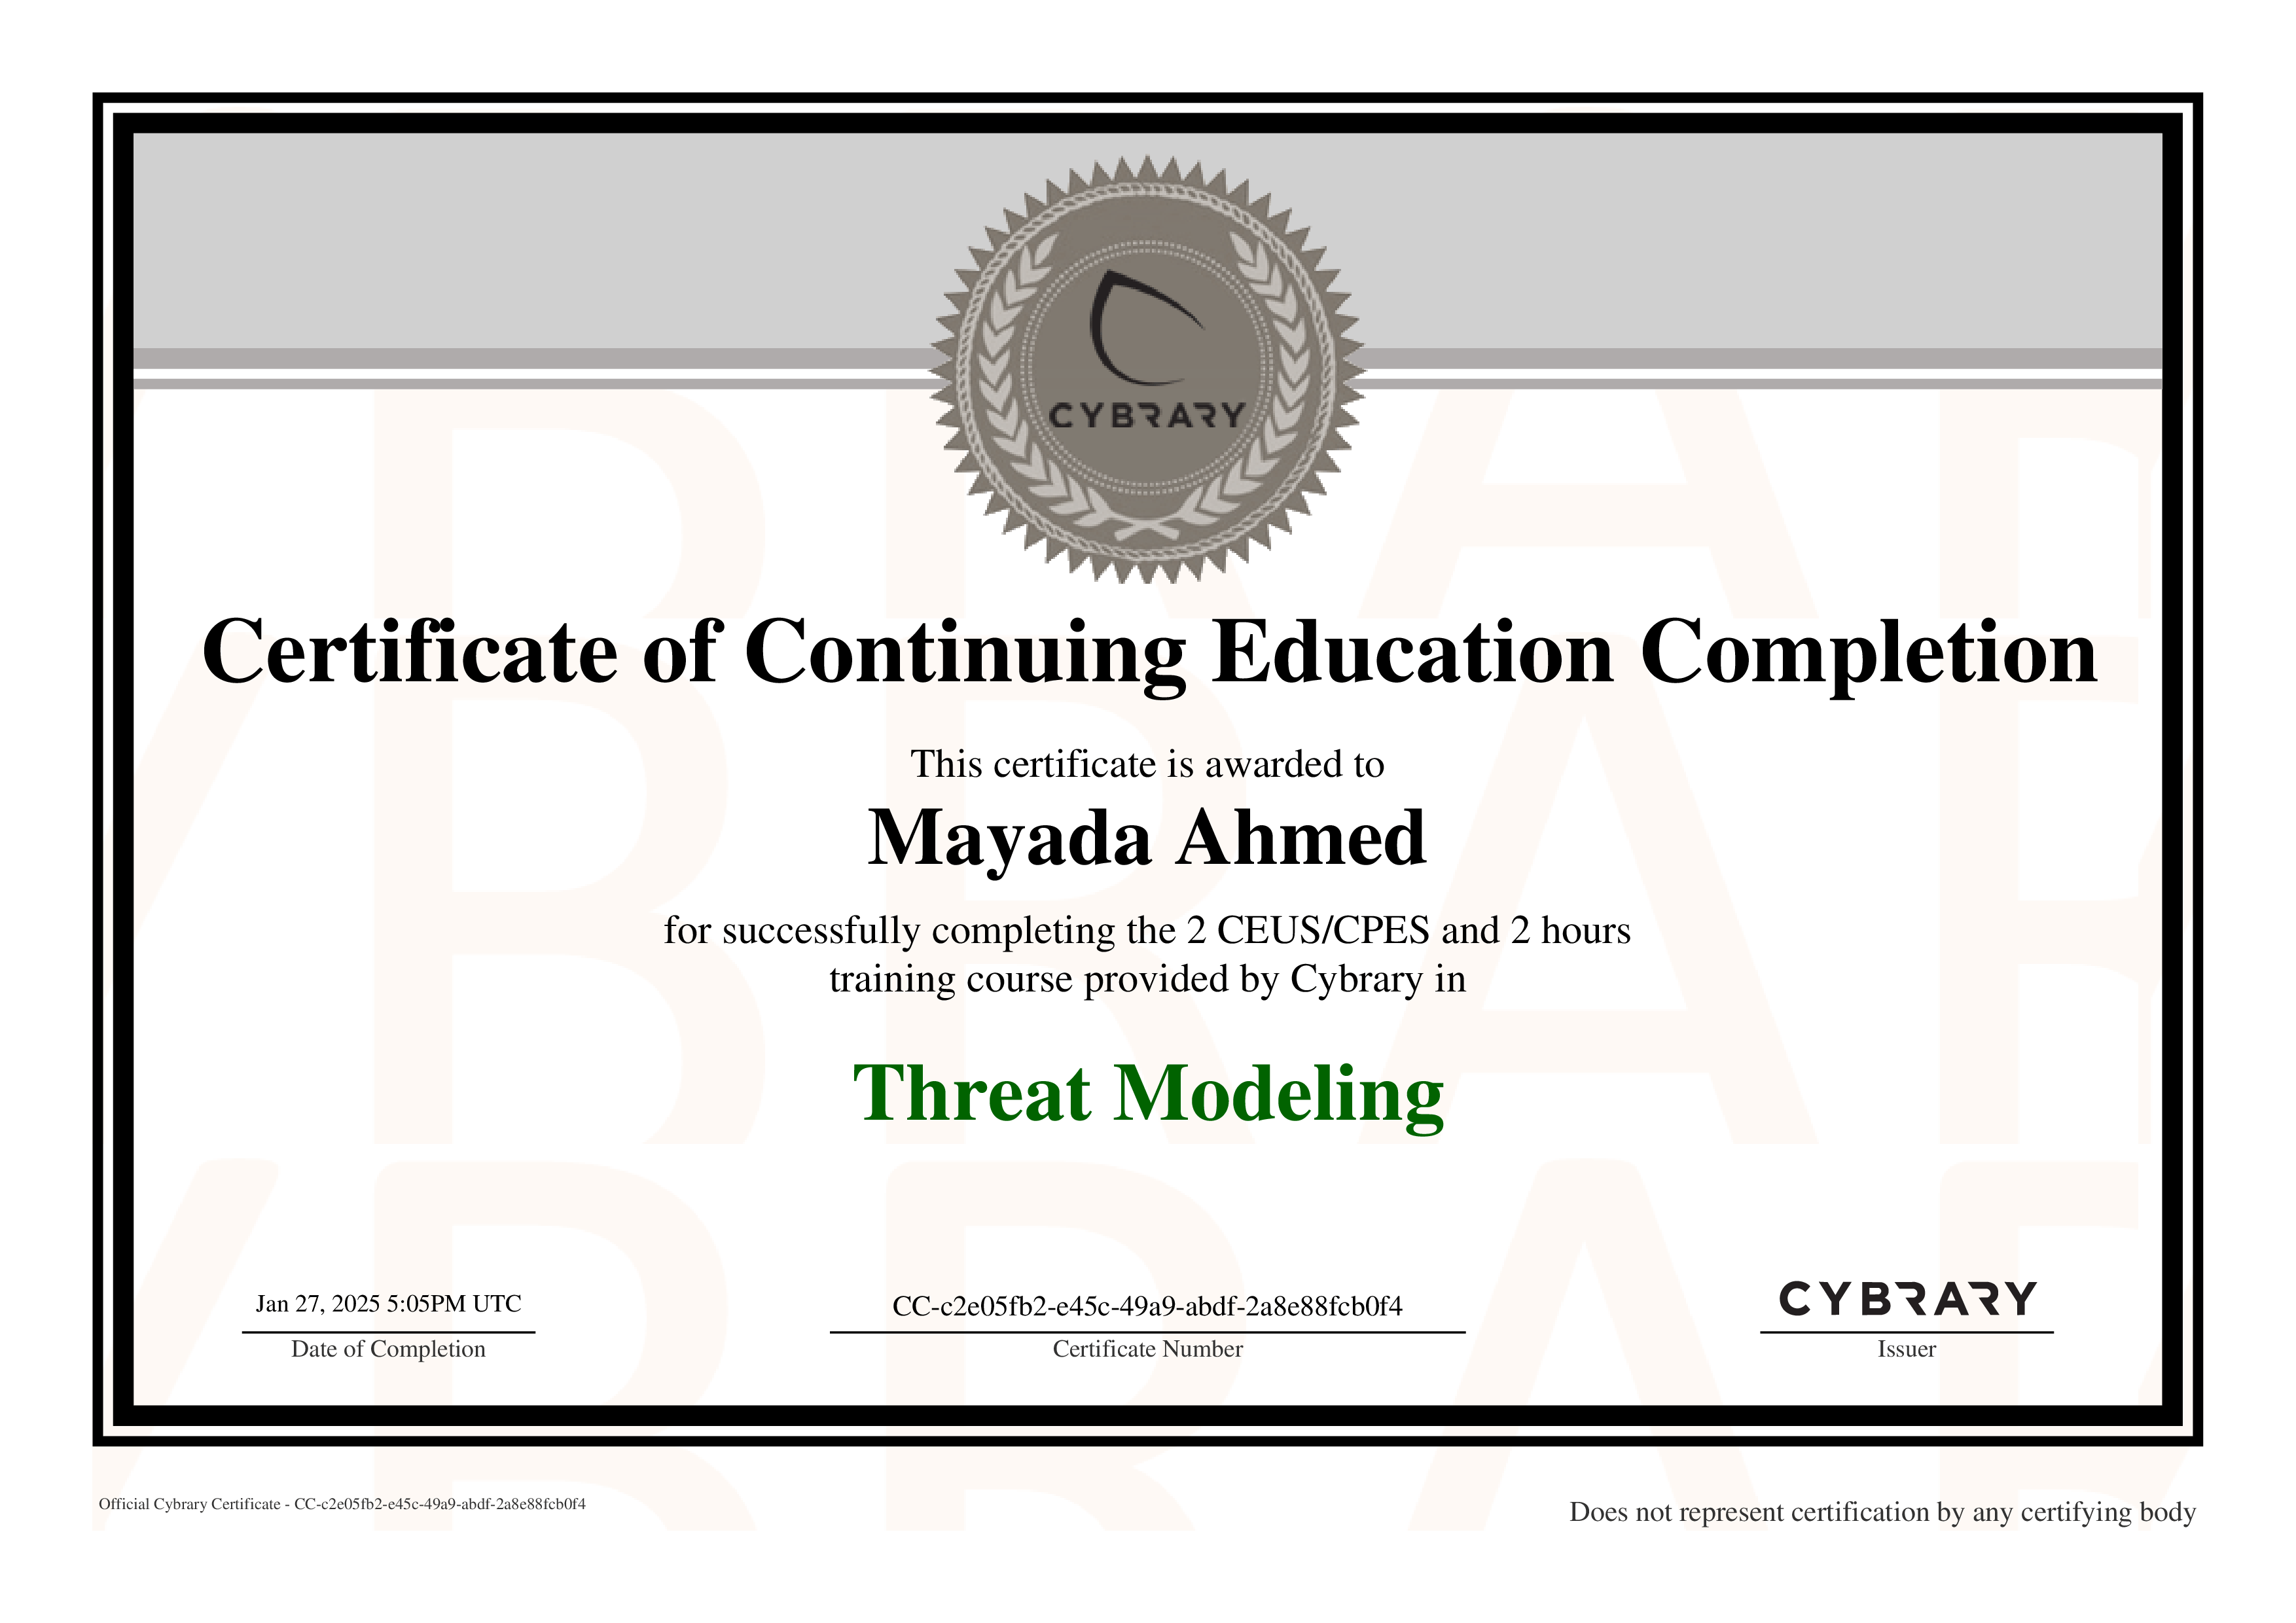 CYBRARY
Certificate of Continuing Education Completion
This certificate is awarded to
Mayada Ahmed
for successfully completing the 2 CEUS/CPES and 2 hours
training course provided by Cybrary in
Threat Modeling
Jan 27, 2025 5:05PM UTC
Date of Completion
CC-c2e05fb2-e45c-49a9-abdf-2a8e88fcb0f4
Certificate Number
CYBRARY
Issuer
Official Cybrary Certificate - CC-c2e05fb2-e45c-49a9-abdf-2a8e88fcb0f4
Does not represent certification by any certifying body